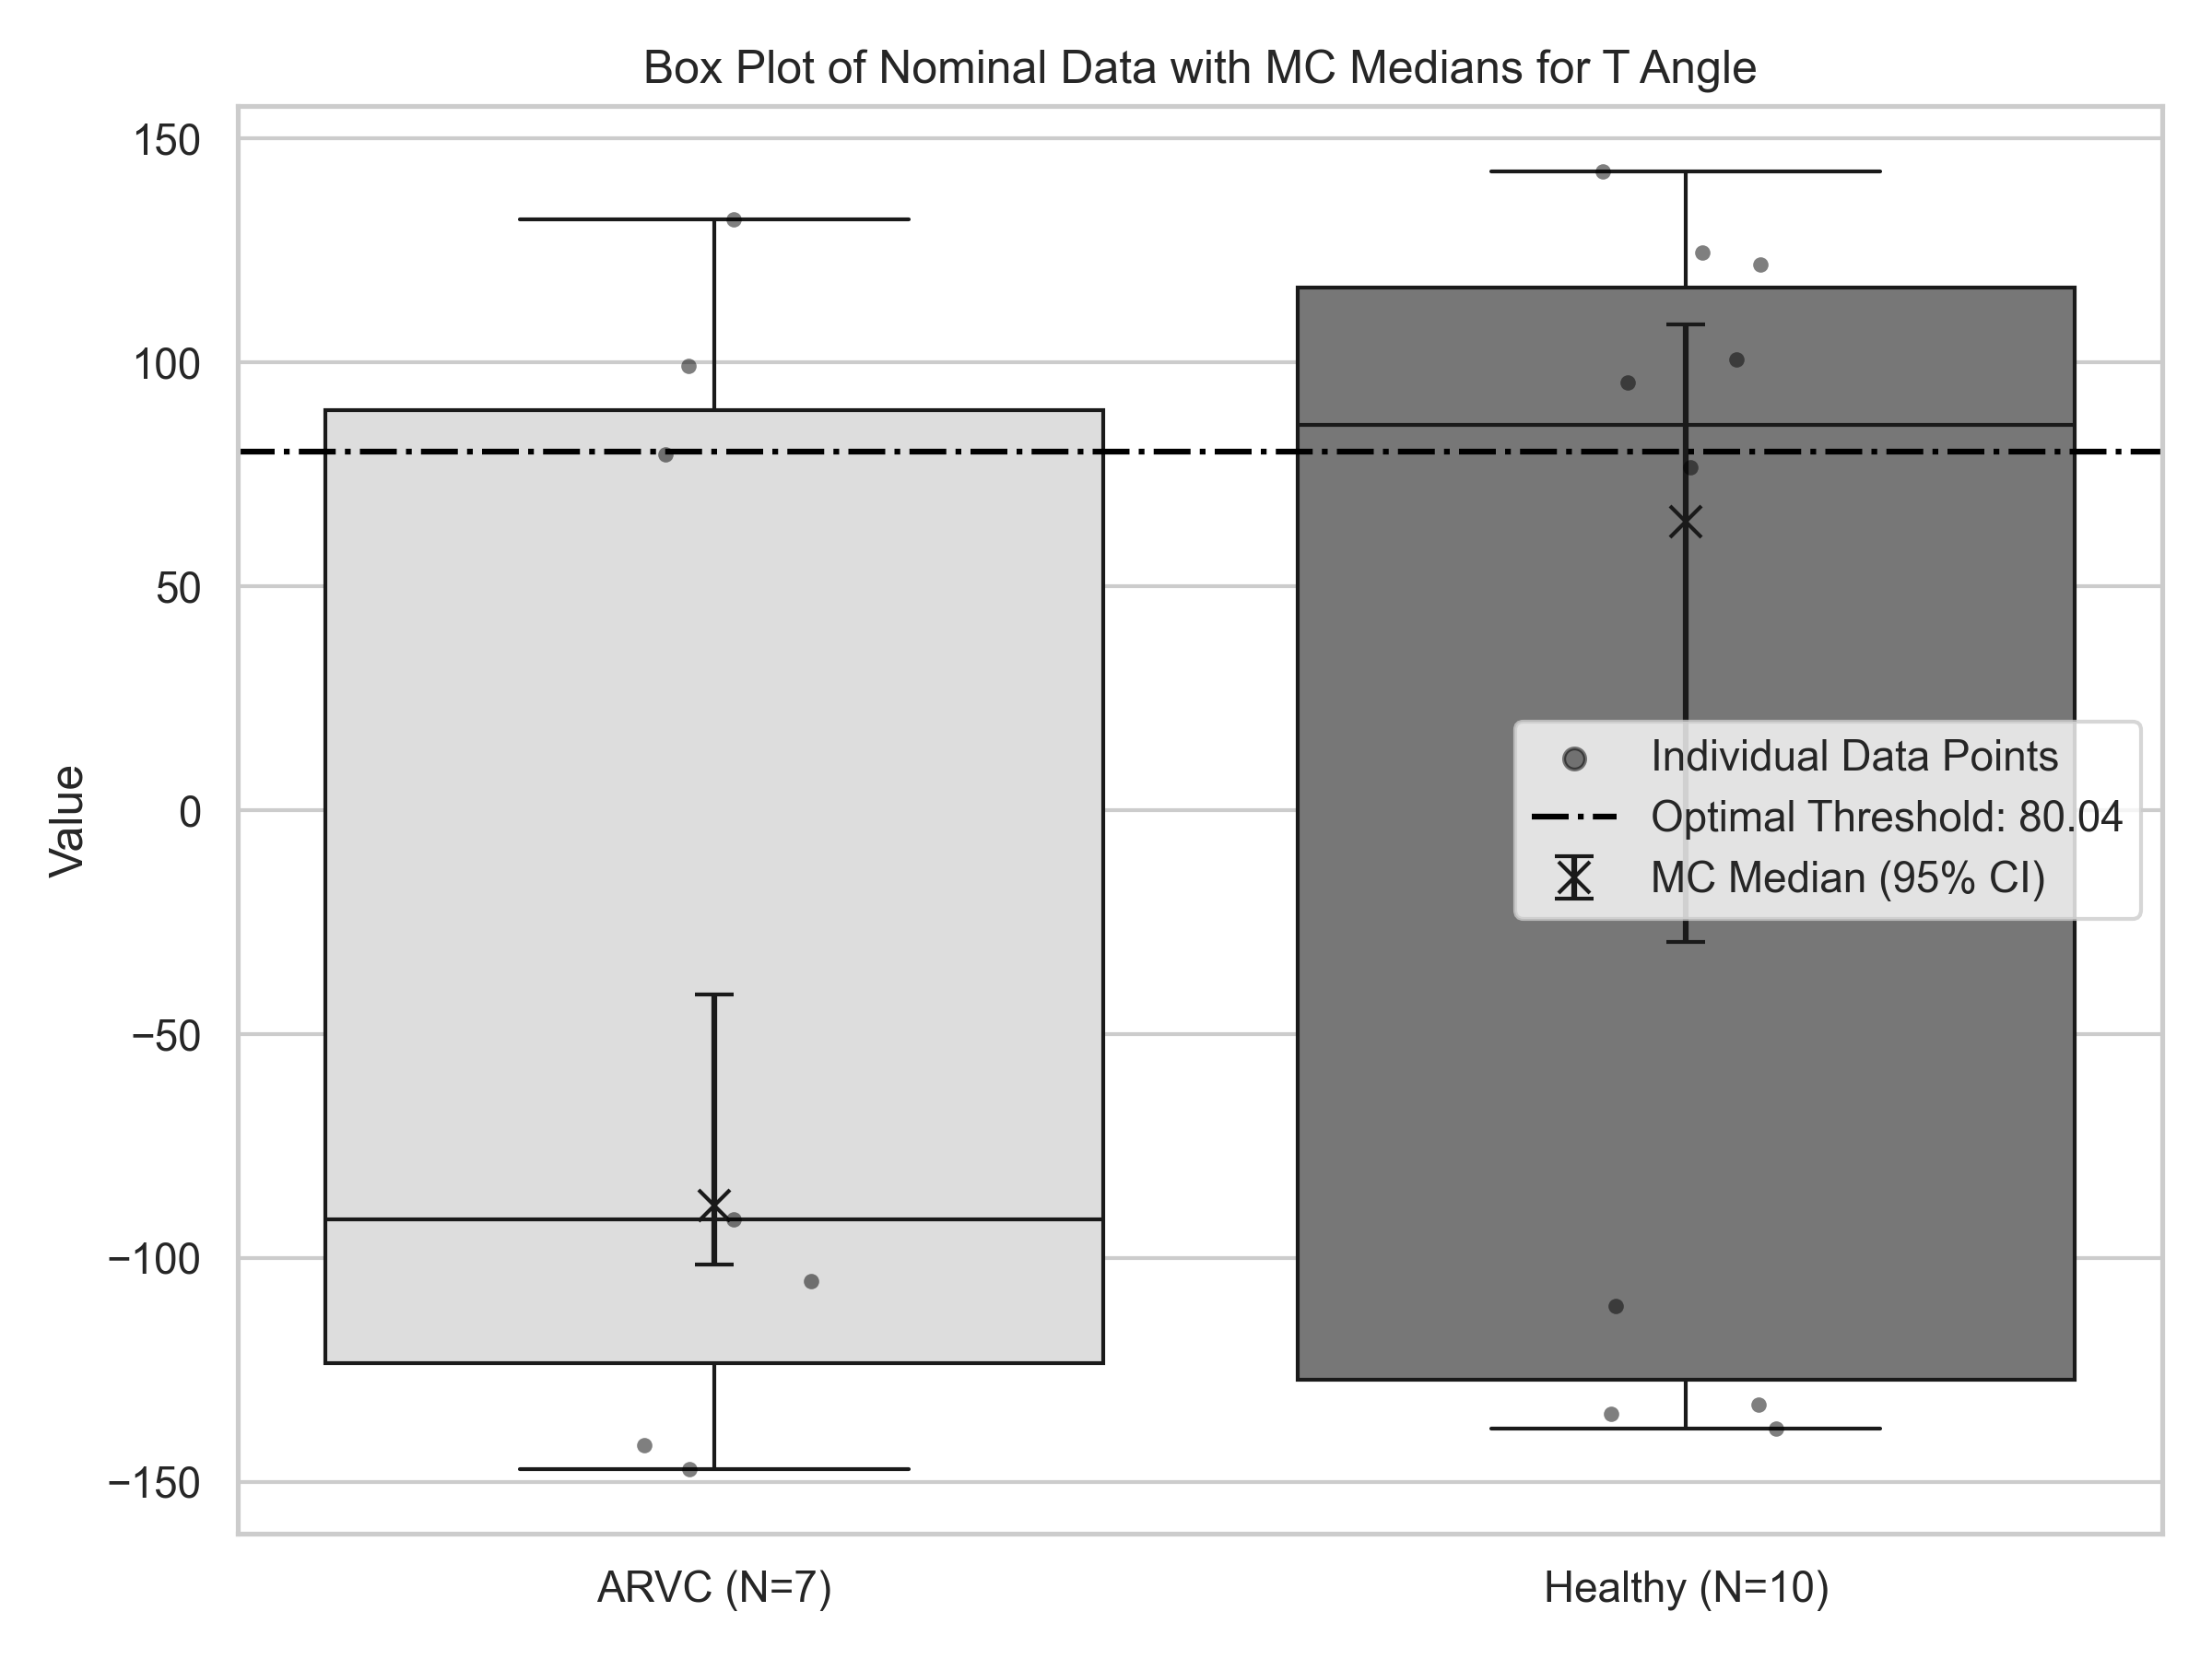 Box Plot of Nominal Data with MC Medians for T Angle
Value
150
100
50
0
−50
−100
−150
Individual Data Points
Optimal Threshold: 80.04
MC Median (95% CI)
ARVC (N=7)
Healthy (N=10)